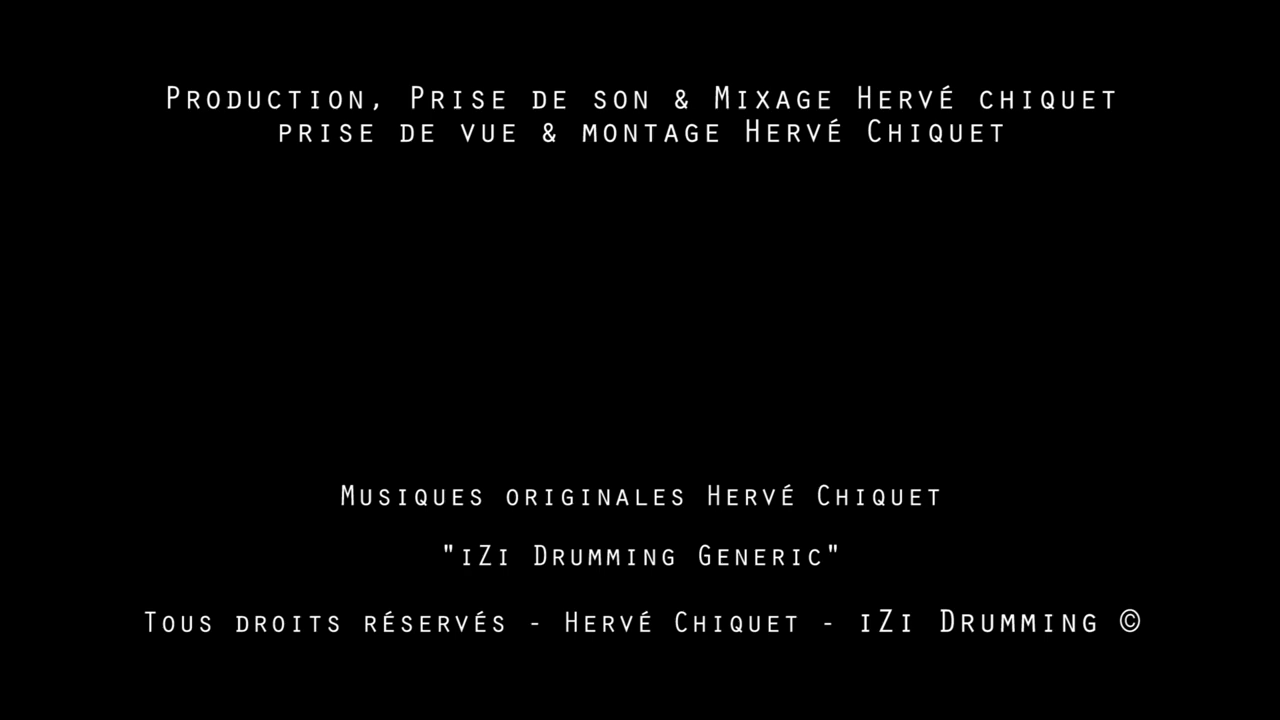 Production, Prise de son & Mixage Hervé chiquet
prise de vue & montage Hervé Chiquet
Musiques originales Hervé Chiquet
"iZi Drumming Generic"
Tous droits réservés - Hervé Chiquet - iZi Drumming ©